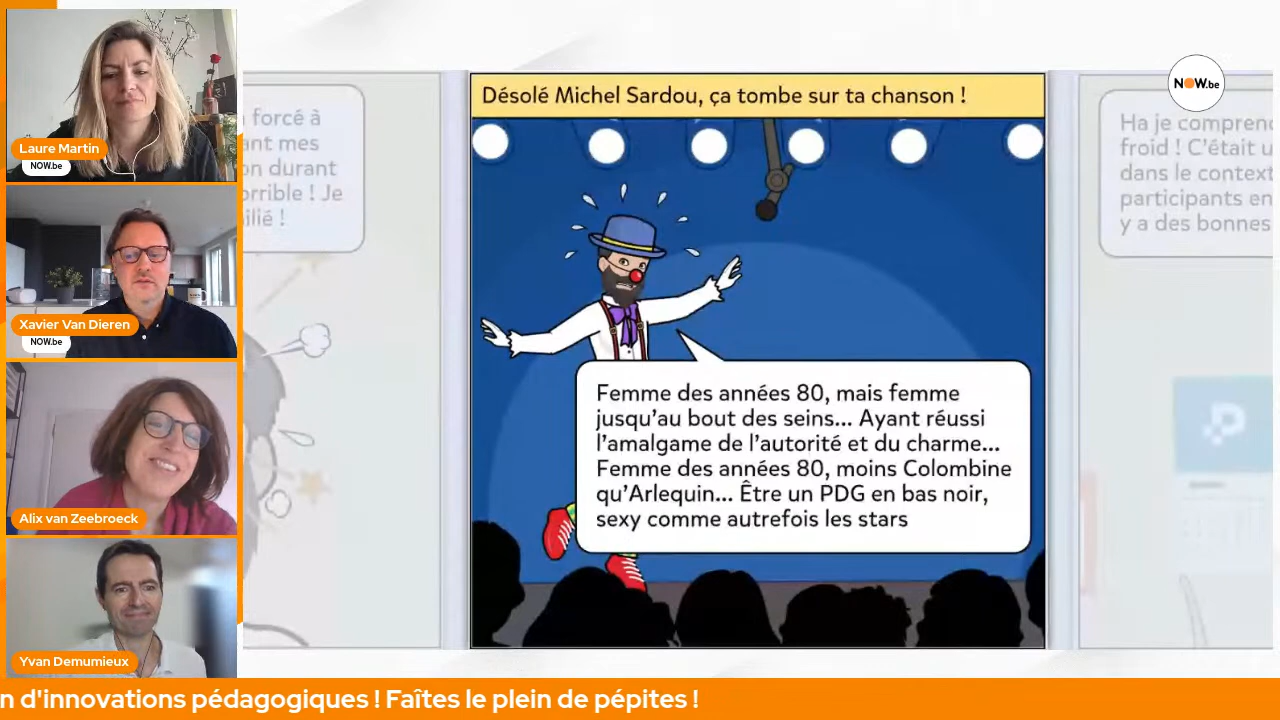 Laure Martin
NOW.be
Xavier Van Dieren
NOW.be
Alix van Zeebroeck
Yvan Demumieux
forcé à
ant mes
on durant
orrible ! Je
ilié !
Désolé Michel Sardou, ça tombe sur ta chanson !
Femme des années 80, mais femme
jusqu’au bout des seins... Ayant réussi
l’amalgame de l’autorité et du charme...
Femme des années 80, moins Colombine
qu’Arlequin... Être un PDG en bas noir,
sexy comme autrefois les stars
NOW.be
Ha je comprend
froid ! C’était u
dans le context
participants en
y a des bonnes
n d'innovations pédagogiques ! Faîtes le plein de pépites !